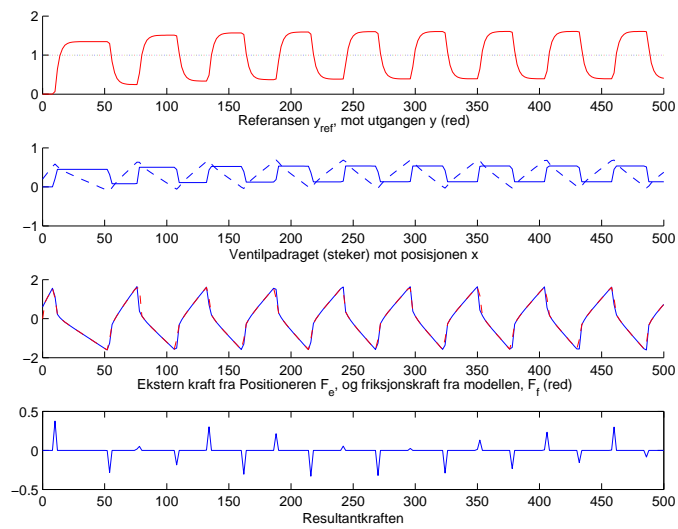 2
1
0
0 50 100 150 200 250 300 350 400 450 500
Referansen y_ref, mot utgangen y (red)
1
0
−1
0 50 100 150 200 250 300 350 400 450 500
Ventilpadraget (steker) mot posisjonen x
2
0
−2
0 50 100 150 200 250 300 350 400 450 500
Ekstern kraft fra Positioneren F_e, og friksjonskraft fra modellen, F_f (red)
0.5
0
−0.5
0 50 100 150 200 250 300 350 400 450 500
Resultantkraften